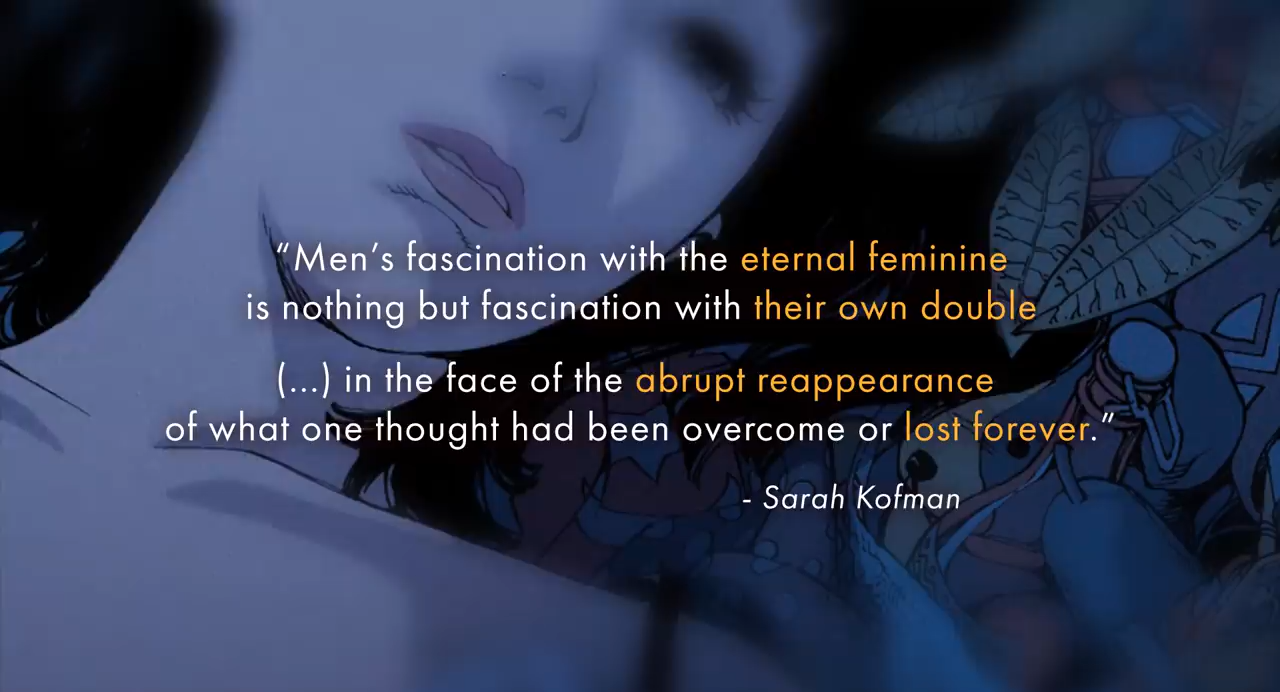 “Men’s fascination with the eternal feminine
is nothing but fascination with their own double
(...) in the face of the abrupt reappearance
of what one thought had been overcome or lost forever.”
- Sarah Kofman